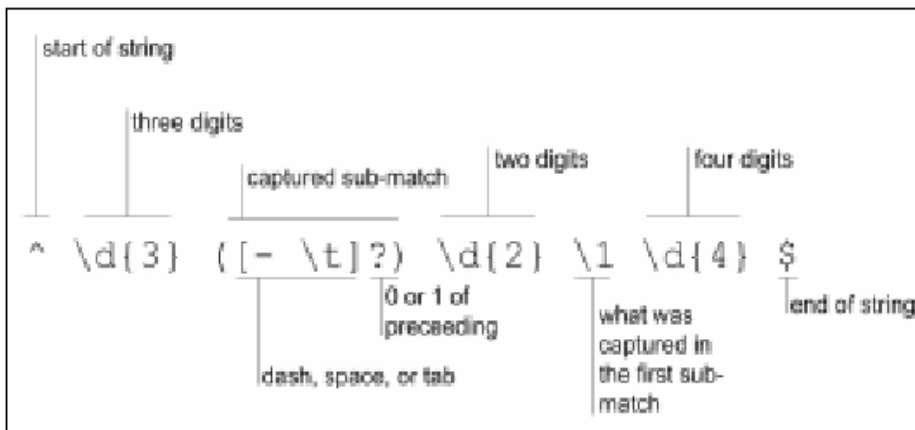 start of string
three digits
captured sub-match
two digits
four digits
^ \d{3} ([- \t]?) \d{2} \1 \d{4} $
0 or 1 of
preceeding
dash, space, or tab
what was
captured in
the first sub-
match
end of string